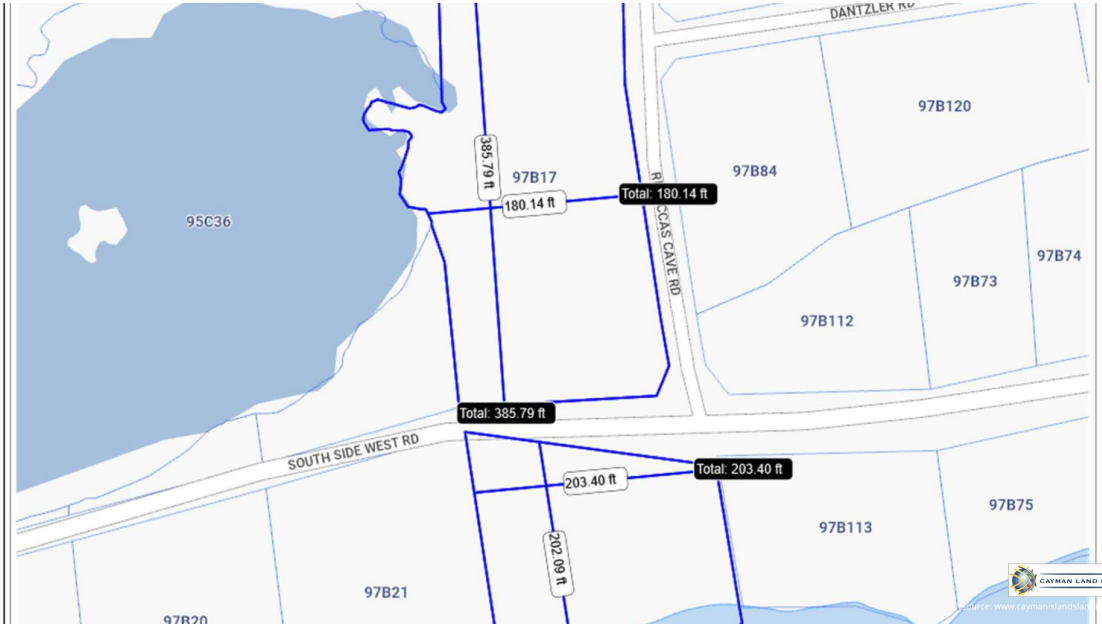 DANTZLER RD
97B120
385.79 ft
97B17
97B84
180.14 ft
Total: 180.14 ft
95C36
CCAS CAVE RD
97B74
97B73
97B112
Total: 385.79 ft
SOUTH SIDE WEST RD
Total: 203.40 ft
203.40 ft
97B75
97B113
202.09 ft
97B21
CAYMAN LAND
97B20